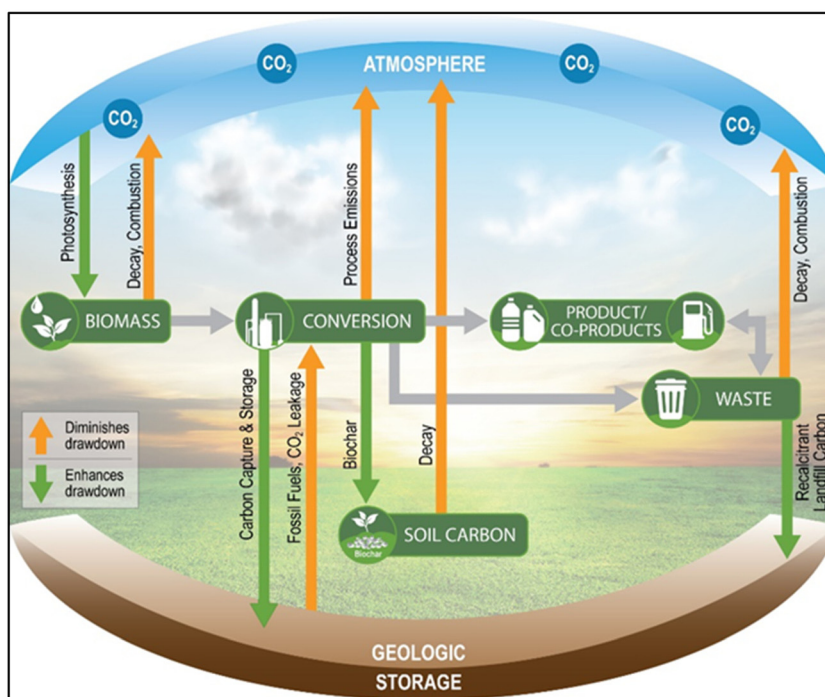 CO₂
CO₂
ATMOSPHERE
CO₂
CO₂
Photosynthesis
Decay, Combustion
Process Emissions
Decay, Combustion
BIOMASS
CONVERSION
PRODUCT/
CO-PRODUCTS
WASTE
Diminishes
drawdown
Enhances
drawdown
Carbon Capture & Storage
Fossil Fuels, CO₂ Leakage
Biochar
Decay
Recalcitrant
Landfill Carbon
Biochar
SOIL CARBON
GEOLOGIC
STORAGE